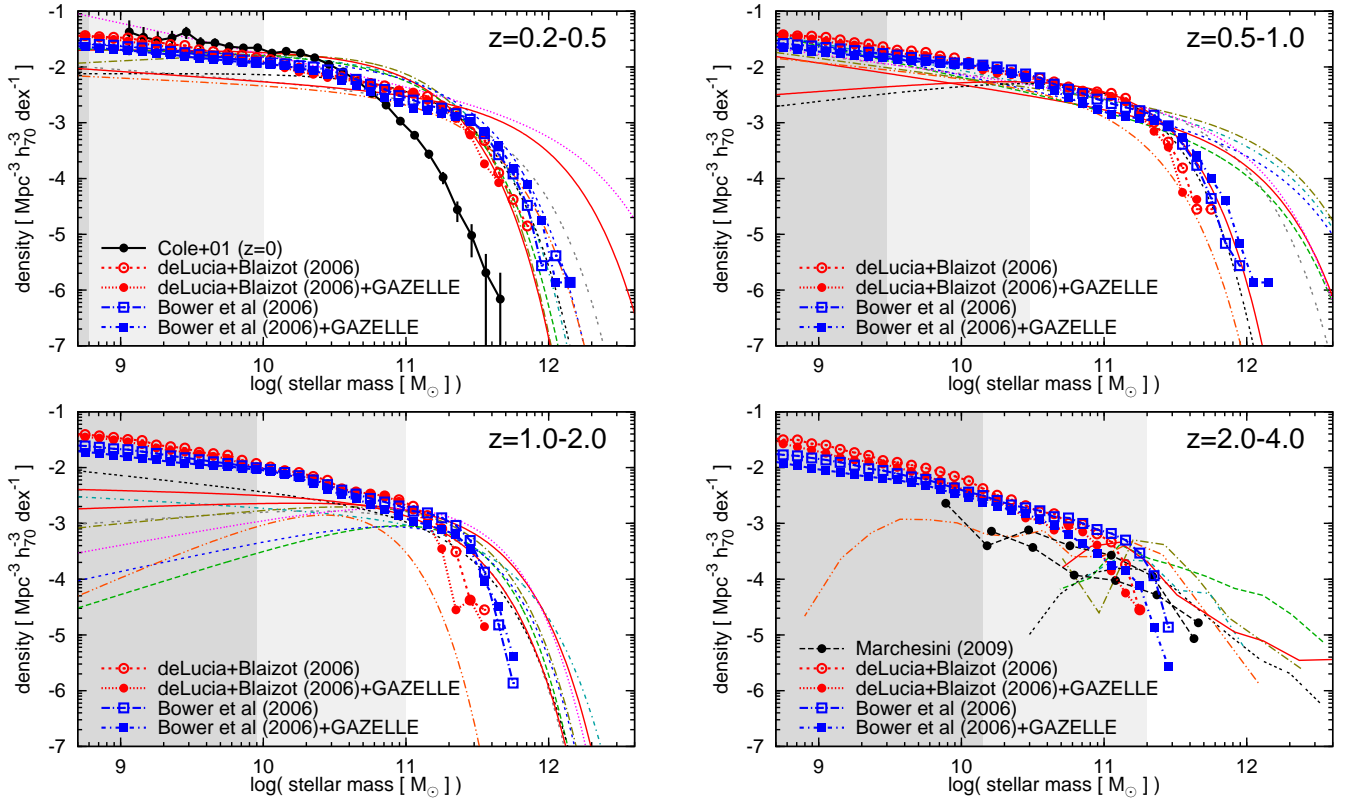 z=0.2-0.5
-1
-2
-3
-4
-5
-6
-7
density [ Mpc⁻³ h₇₀⁻³ dex⁻¹ ]
Cole+01 (z=0)
deLucia+Blaizot (2006)
deLucia+Blaizot (2006)+GAZELLE
Bower et al (2006)
Bower et al (2006)+GAZELLE
9 10 11 12
log( stellar mass [ M☉ ] )
z=0.5-1.0
-1
-2
-3
-4
-5
-6
-7
density [ Mpc⁻³ h₇₀⁻³ dex⁻¹ ]
deLucia+Blaizot (2006)
deLucia+Blaizot (2006)+GAZELLE
Bower et al (2006)
Bower et al (2006)+GAZELLE
9 10 11 12
log( stellar mass [ M☉ ] )
z=1.0-2.0
-1
-2
-3
-4
-5
-6
-7
density [ Mpc⁻³ h₇₀⁻³ dex⁻¹ ]
deLucia+Blaizot (2006)
deLucia+Blaizot (2006)+GAZELLE
Bower et al (2006)
Bower et al (2006)+GAZELLE
9 10 11 12
log( stellar mass [ M☉ ] )
z=2.0-4.0
-1
-2
-3
-4
-5
-6
-7
density [ Mpc⁻³ h₇₀⁻³ dex⁻¹ ]
Marchesini (2009)
deLucia+Blaizot (2006)
deLucia+Blaizot (2006)+GAZELLE
Bower et al (2006)
Bower et al (2006)+GAZELLE
9 10 11 12
log( stellar mass [ M☉ ] )